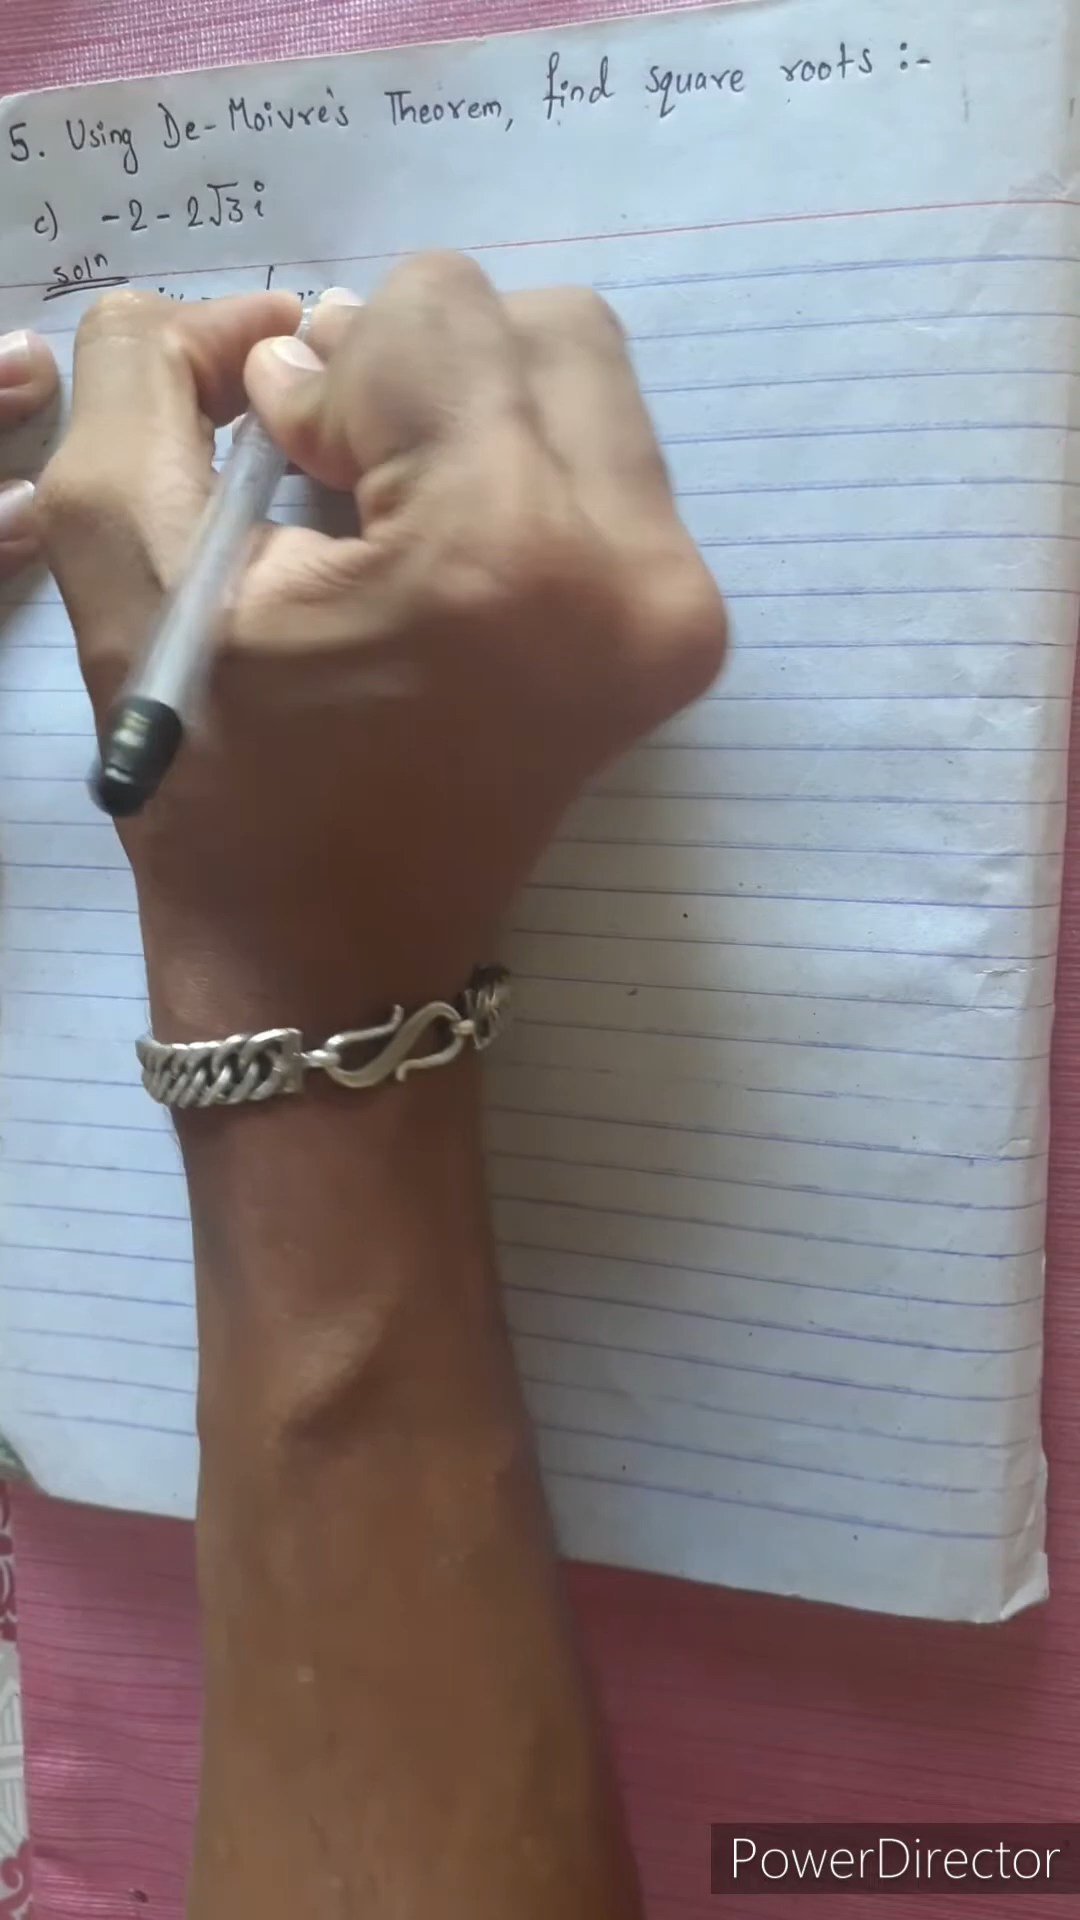 5. Using De-Moivre's Theorem, find square roots :-
c) -2 - 2√3 i
soln
PowerDirector